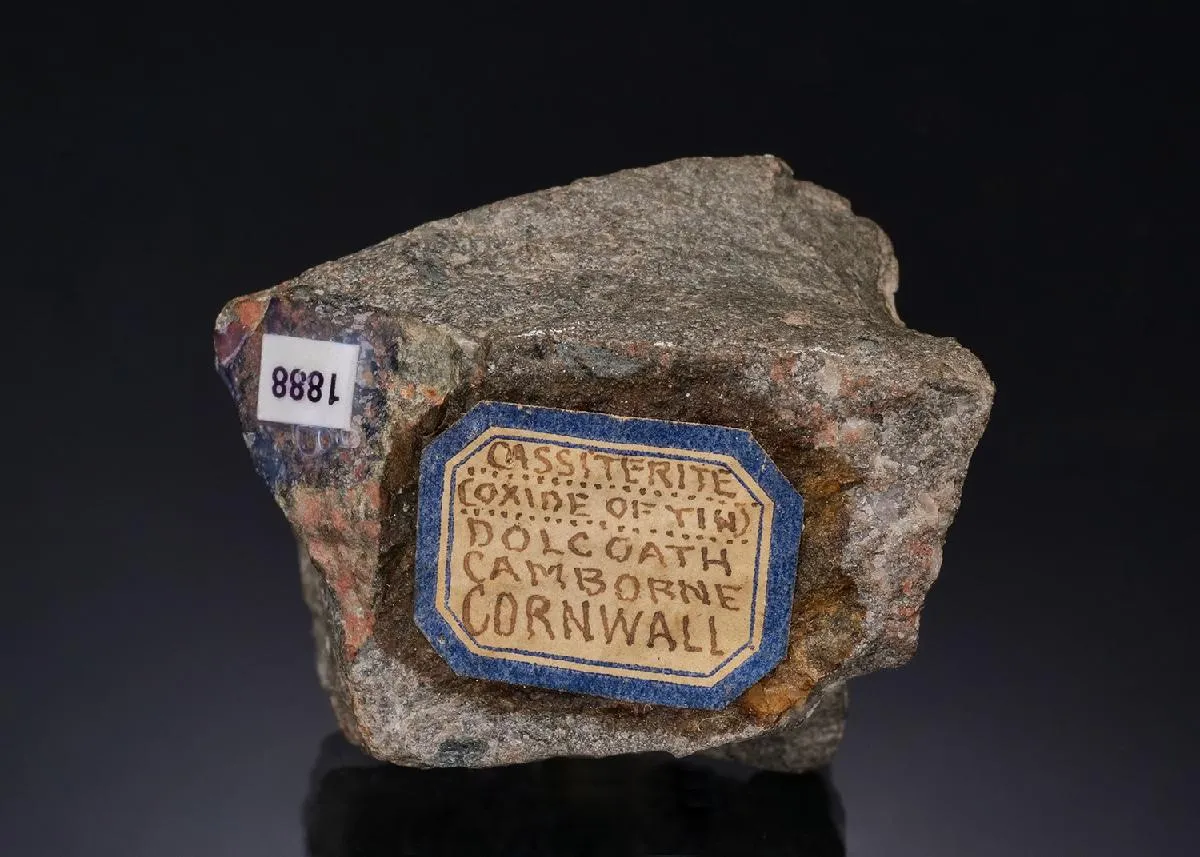 1888
CASSITERITE
(OXIDE OF TIN)
DOLCOATH
CAMBORNE
CORNWALL